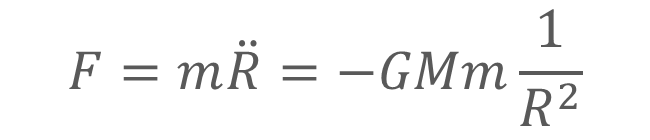 F = mR̈ = −GMm 1/R²